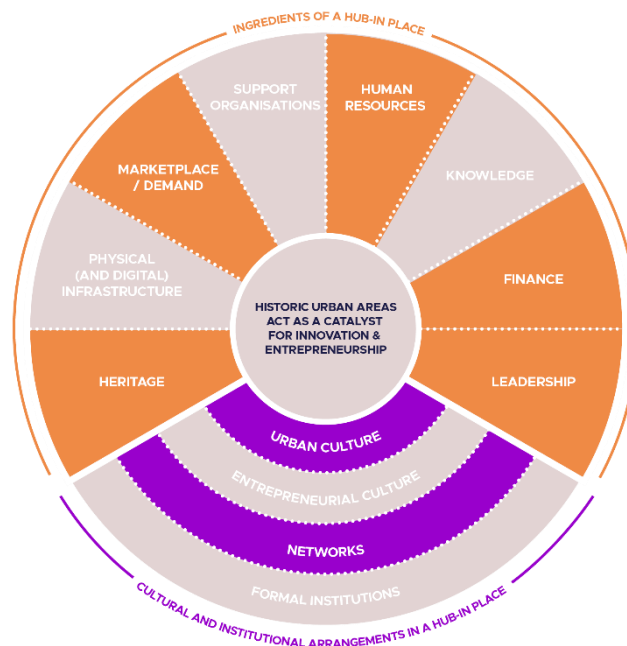 INGREDIENTS OF A HUB-IN PLACE
SUPPORT
ORGANISATIONS
HUMAN
RESOURCES
MARKETPLACE
/ DEMAND
KNOWLEDGE
PHYSICAL
(AND DIGITAL)
INFRASTRUCTURE
FINANCE
HISTORIC URBAN AREAS
ACT AS A CATALYST
FOR INNOVATION &
ENTREPRENEURSHIP
HERITAGE
LEADERSHIP
URBAN CULTURE
ENTREPRENEURIAL CULTURE
NETWORKS
FORMAL INSTITUTIONS
CULTURAL AND INSTITUTIONAL ARRANGEMENTS IN A HUB-IN PLACE